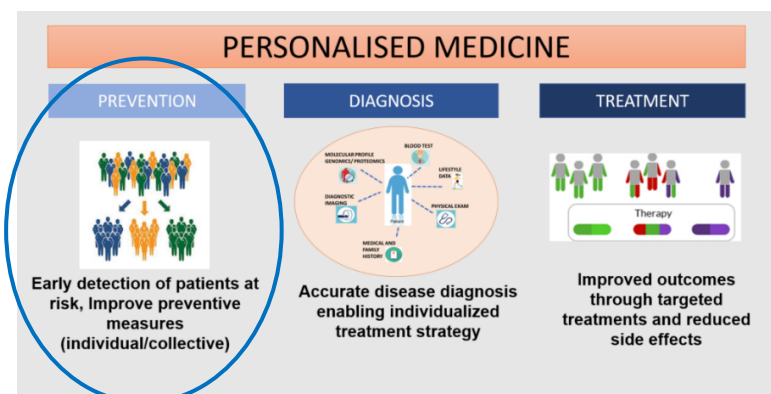 PERSONALISED MEDICINE
PREVENTION
Early detection of patients at
risk, Improve preventive
measures
(individual/collective)
DIAGNOSIS
BLOOD TEST
MOLECULAR PROFILE
GENOMICS/ PROTEOMICS
LIFESTYLE
DATA
DIAGNOSTIC
IMAGING
PHYSICAL EXAM
Patient
MEDICAL AND
FAMILY
HISTORY
Accurate disease diagnosis
enabling individualized
treatment strategy
TREATMENT
Therapy
Improved outcomes
through targeted
treatments and reduced
side effects